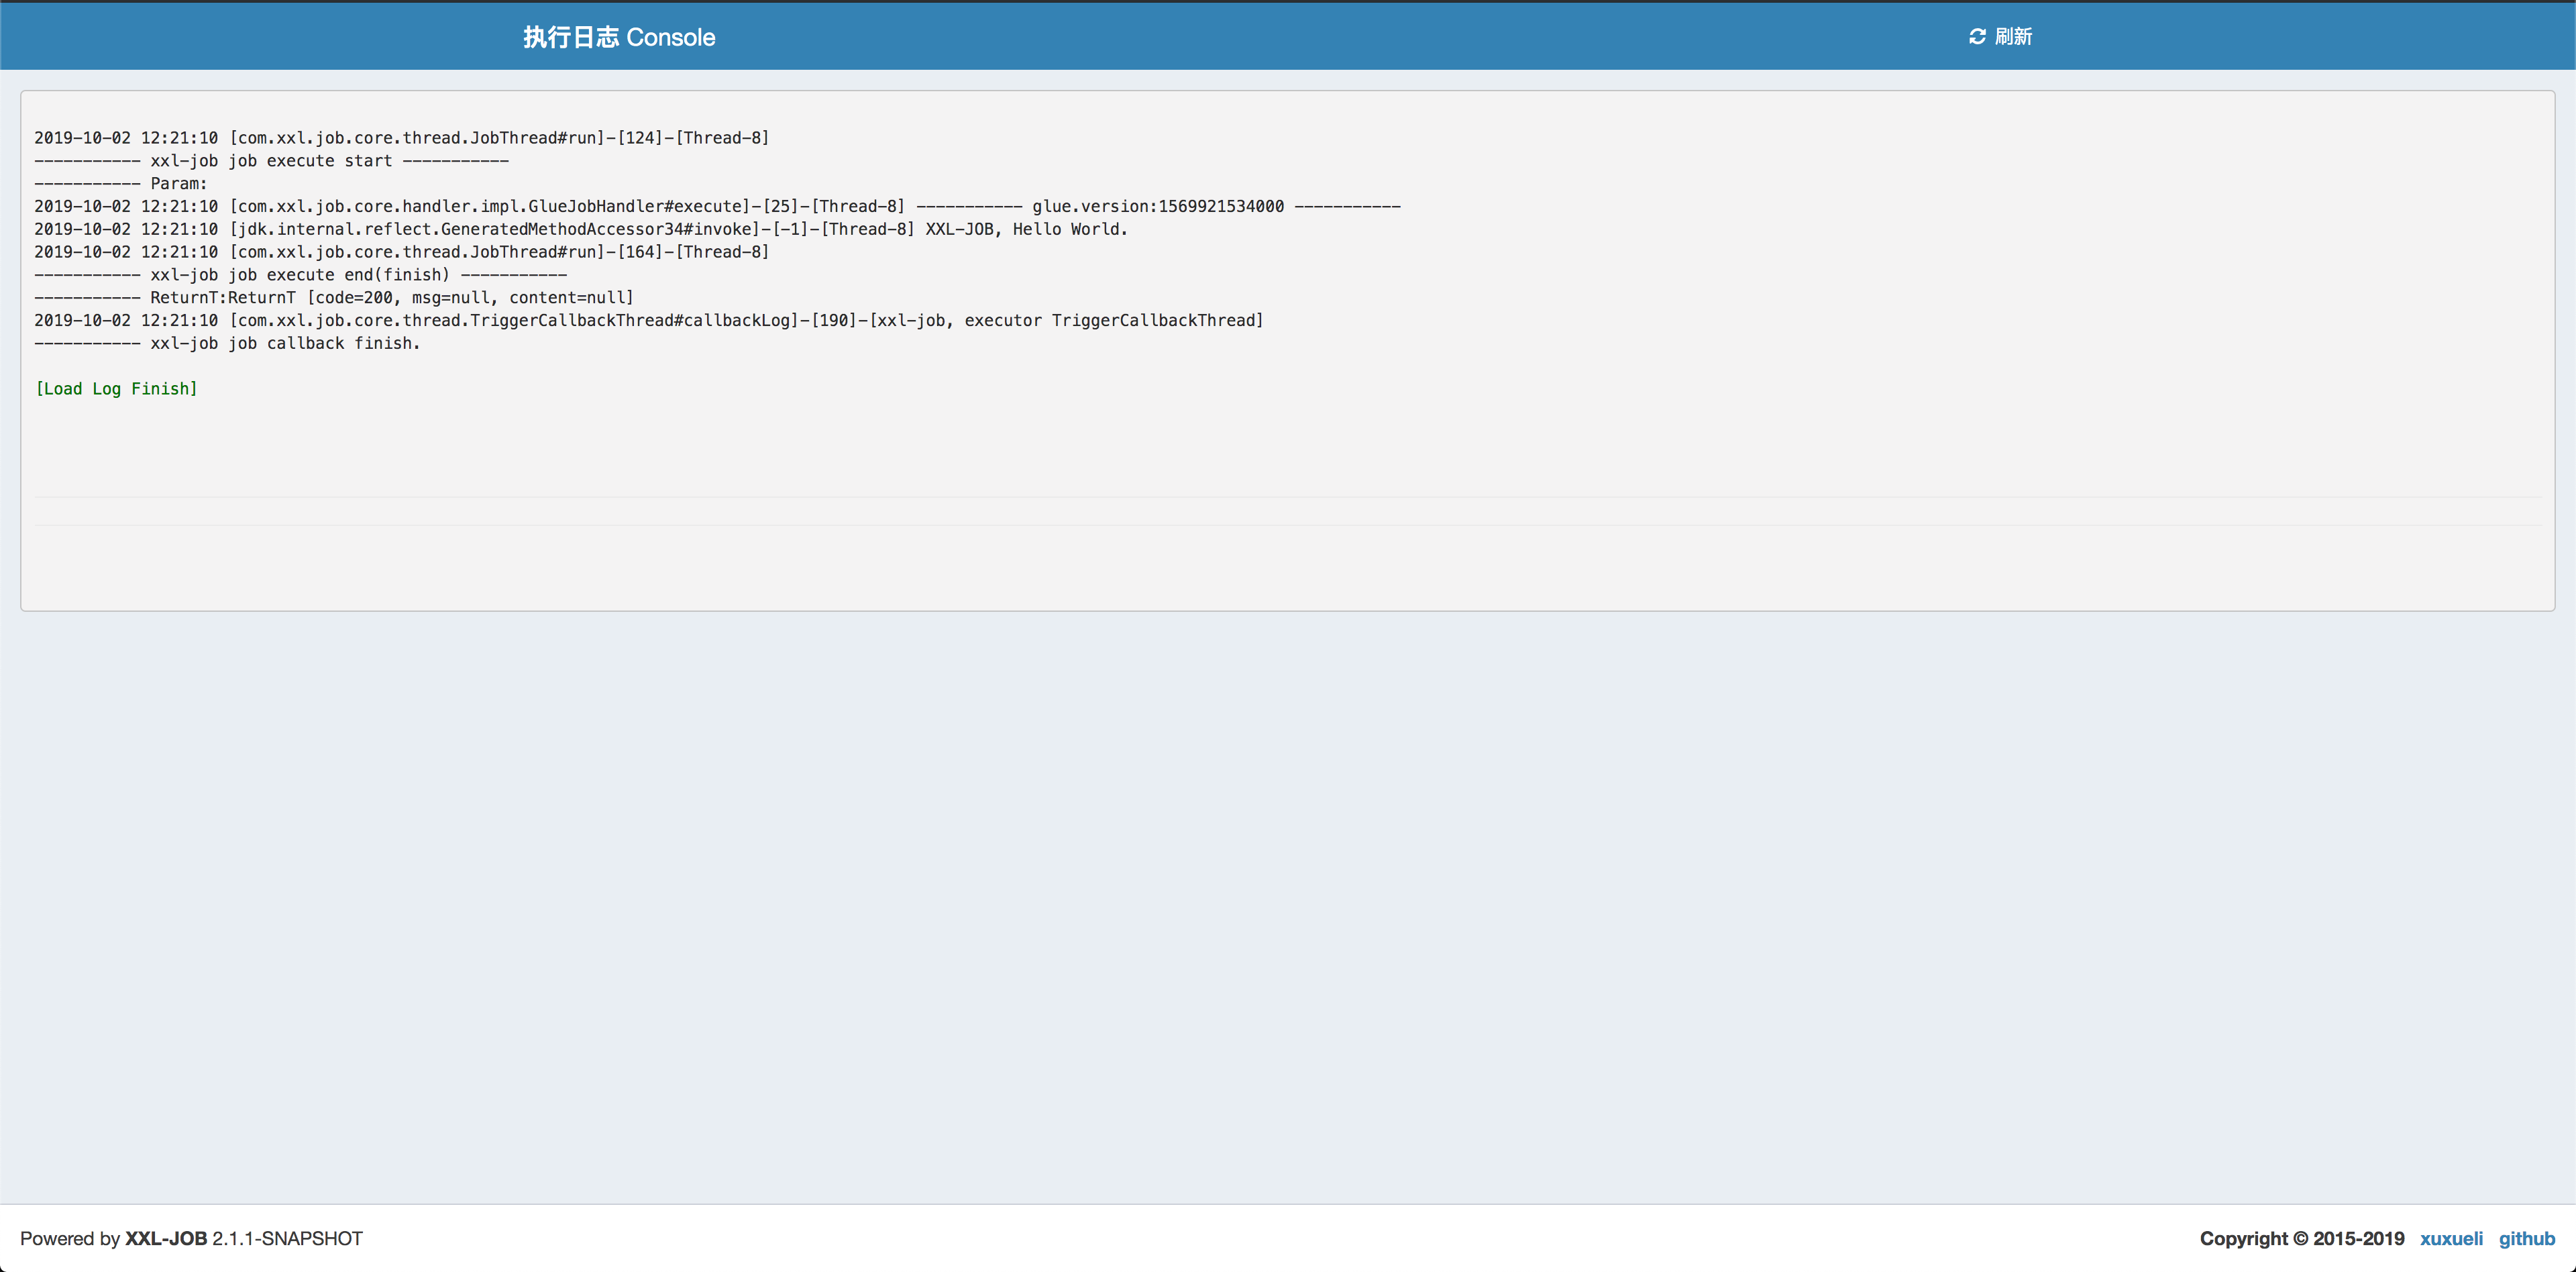 执行日志 Console
刷新
2019-10-02 12:21:10 [com.xxl.job.core.thread.JobThread#run]-[124]-[Thread-8]
----------- xxl-job job execute start -----------
----------- Param:
2019-10-02 12:21:10 [com.xxl.job.core.handler.impl.GlueJobHandler#execute]-[25]-[Thread-8] ----------- glue.version:1569921534000 -----------
2019-10-02 12:21:10 [jdk.internal.reflect.GeneratedMethodAccessor34#invoke]-[-1]-[Thread-8] XXL-JOB, Hello World.
2019-10-02 12:21:10 [com.xxl.job.core.thread.JobThread#run]-[164]-[Thread-8]
----------- xxl-job job execute end(finish) -----------
----------- ReturnT:ReturnT [code=200, msg=null, content=null]
2019-10-02 12:21:10 [com.xxl.job.core.thread.TriggerCallbackThread#callbackLog]-[190]-[xxl-job, executor TriggerCallbackThread]
----------- xxl-job job callback finish.
[Load Log Finish]
Powered by XXL-JOB 2.1.1-SNAPSHOT
Copyright © 2015-2019 xuxueli github